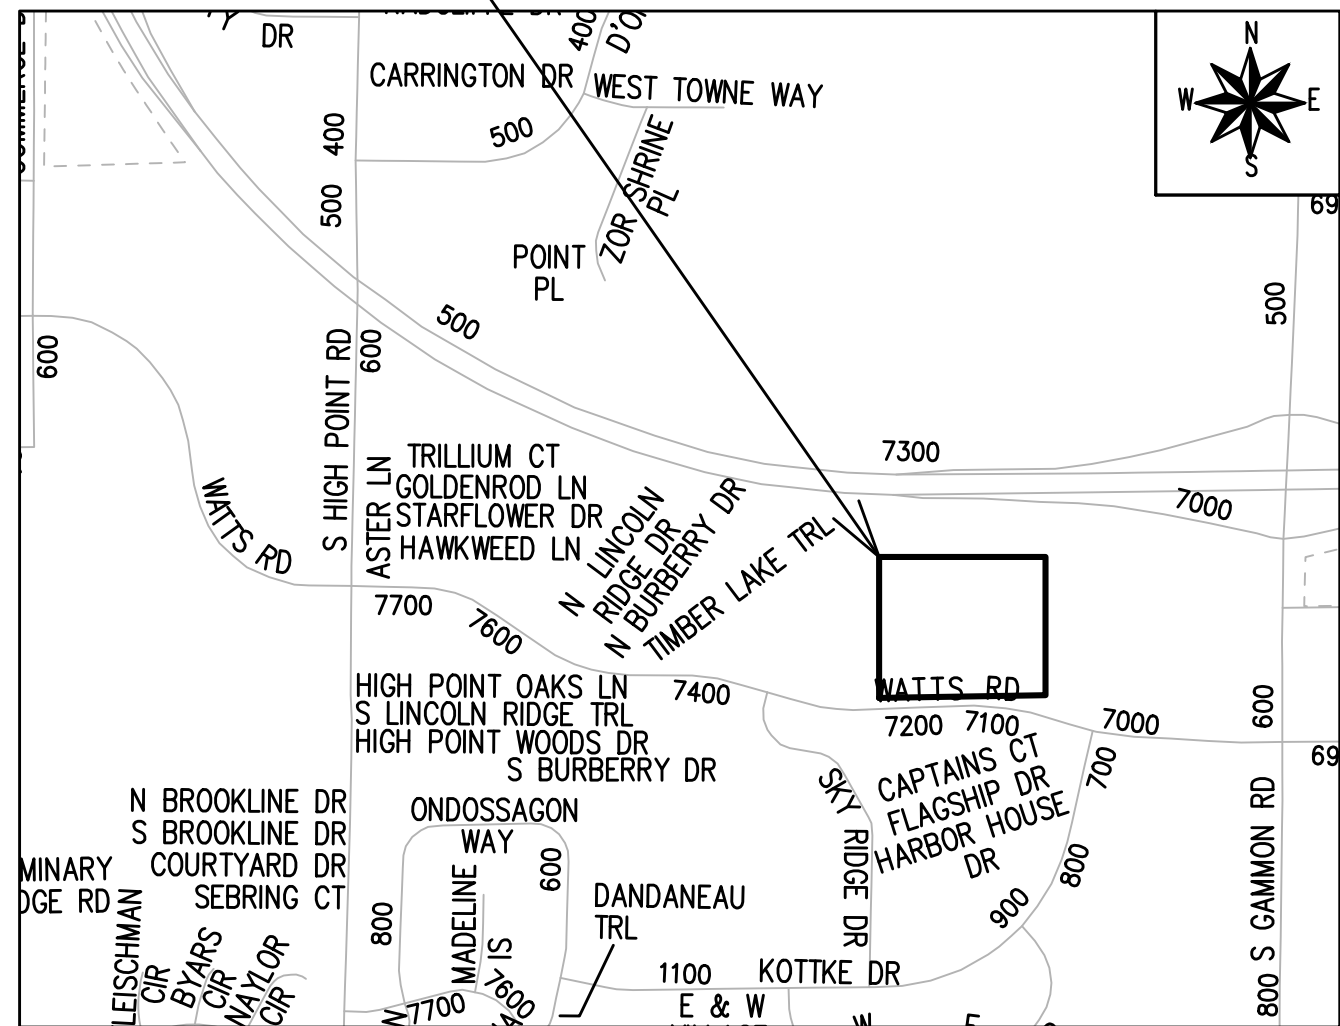 DR
400
D'O
CARRINGTON DR
WEST TOWNE WAY
N
W
E
S
400
500
500
ZOR SHRINE
PL
POINT
PL
69
500
600
S HIGH POINT RD
600
500
7300
7000
WATTS RD
ASTER LN
TRILLIUM CT
GOLDENROD LN
STARFLOWER DR
HAWKWEED LN
N LINCOLN
RIDGE DR
N BURBERRY DR
TIMBER LAKE TRL
7700
7600
7400
HIGH POINT OAKS LN
S LINCOLN RIDGE TRL
HIGH POINT WOODS DR
S BURBERRY DR
WATTS RD
7200
7100
7000
600
69
700
CAPTAINS CT
FLAGSHIP DR
HARBOR HOUSE
DR
SKY RIDGE DR
800
900
S GAMMON RD
800
N BROOKLINE DR
S BROOKLINE DR
COURTYARD DR
SEBRING CT
MINARY
DGE RD
ONDOSSAGON
WAY
600
800
MADELINE
IS
DANDANEAU
TRL
LEISCHMAN
CIR
BYARS
CIR
NAYLOR
CIR
7700
7600
1100
KOTTKE DR
E & W